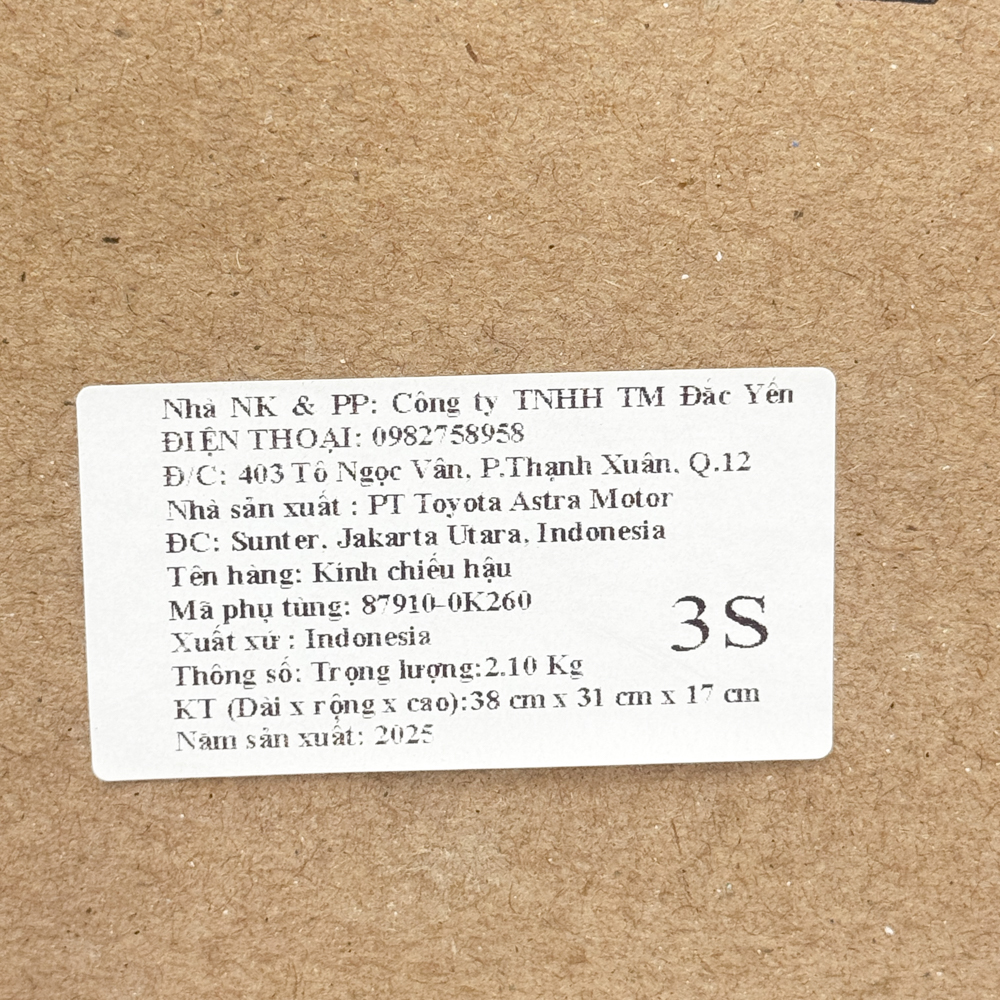 Nhà NK & PP: Công ty TNHH TM Đắc Yến
ĐIỆN THOẠI: 0982758958
Đ/C: 403 Tô Ngọc Vân, P.Thạnh Xuân, Q.12
Nhà sản xuất : PT Toyota Astra Motor
ĐC: Sunter, Jakarta Utara, Indonesia
Tên hàng: Kính chiếu hậu
Mã phụ tùng: 87910-0K260
Xuất xứ : Indonesia
3S
Thông số: Trọng lượng:2.10 Kg
KT (Dài x rộng x cao):38 cm x 31 cm x 17 cm
Năm sản xuất: 2025